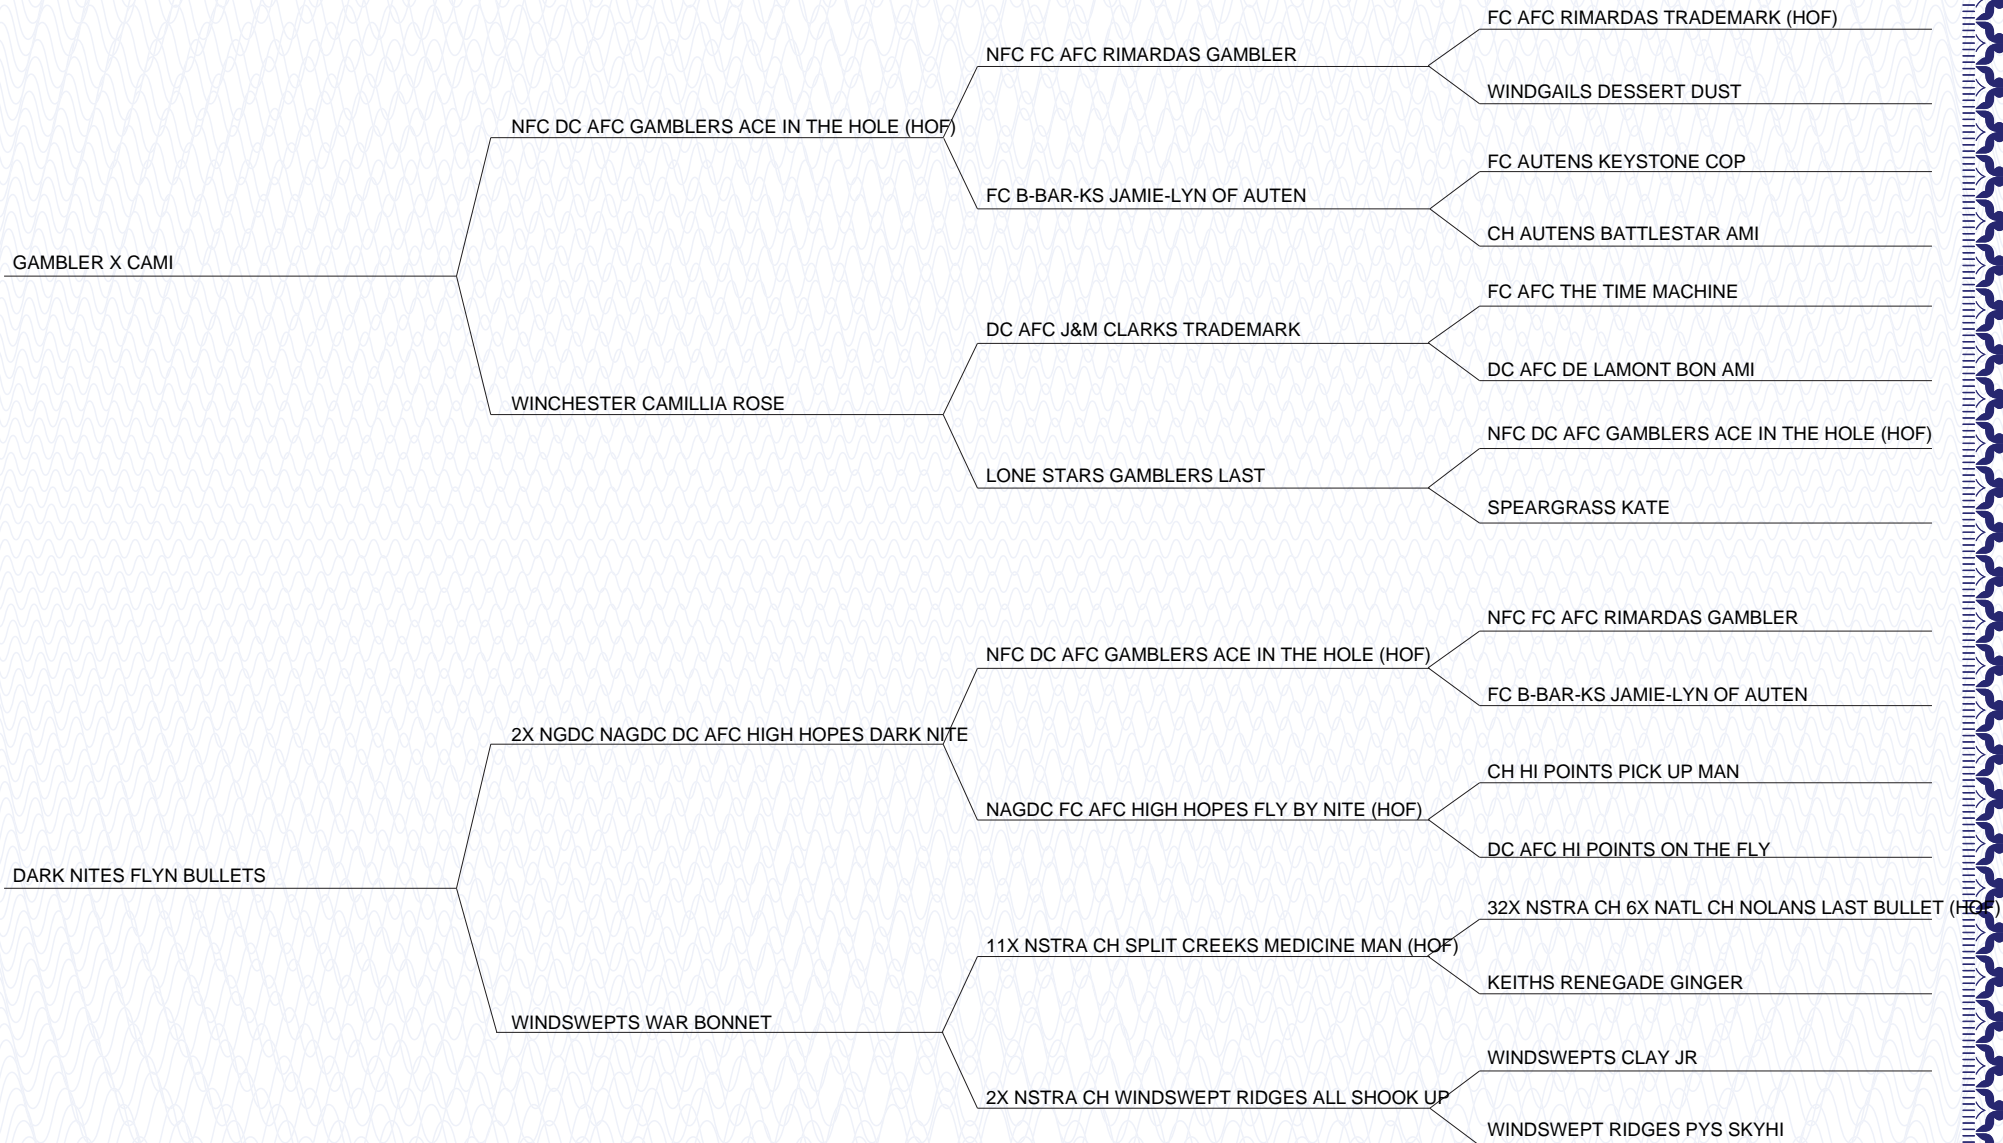 FC AFC RIMARDAS TRADEMARK (HOF)
NFC FC AFC RIMARDAS GAMBLER
WINDGAILS DESSERT DUST
NFC DC AFC GAMBLERS ACE IN THE HOLE (HOF)
FC AUTENS KEYSTONE COP
FC B-BAR-KS JAMIE-LYN OF AUTEN
CH AUTENS BATTLESTAR AMI
GAMBLER X CAMI
FC AFC THE TIME MACHINE
DC AFC J&M CLARKS TRADEMARK
DC AFC DE LAMONT BON AMI
WINCHESTER CAMILLIA ROSE
NFC DC AFC GAMBLERS ACE IN THE HOLE (HOF)
LONE STARS GAMBLERS LAST
SPEARGRASS KATE
NFC FC AFC RIMARDAS GAMBLER
NFC DC AFC GAMBLERS ACE IN THE HOLE (HOF)
FC B-BAR-KS JAMIE-LYN OF AUTEN
2X NGDC NAGDC DC AFC HIGH HOPES DARK NITE
CH HI POINTS PICK UP MAN
NAGDC FC AFC HIGH HOPES FLY BY NITE (HOF)
DC AFC HI POINTS ON THE FLY
DARK NITES FLYN BULLETS
32X NSTRA CH 6X NATL CH NOLANS LAST BULLET (HOF)
11X NSTRA CH SPLIT CREEKS MEDICINE MAN (HOF)
KEITHS RENEGADE GINGER
WINDSWEPTS WAR BONNET
WINDSWEPTS CLAY JR
2X NSTRA CH WINDSWEPT RIDGES ALL SHOOK UP
WINDSWEPT RIDGES PYS SKYHI